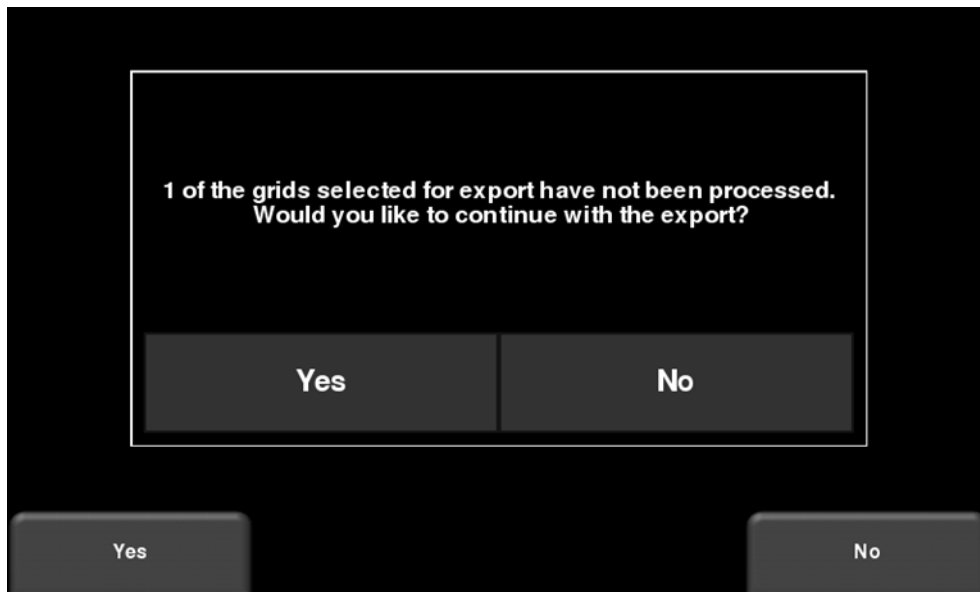 1 of the grids selected for export have not been processed.
Would you like to continue with the export?
Yes
No
Yes
No